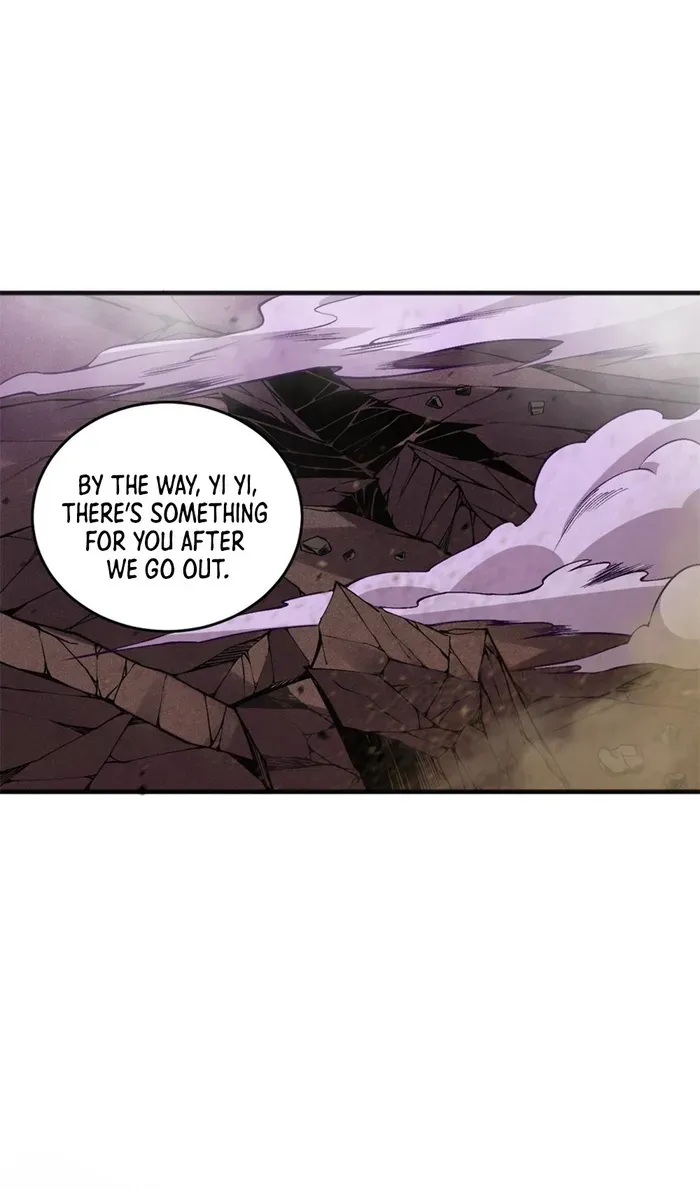 BY THE WAY, YI YI,
THERE'S SOMETHING
FOR YOU AFTER
WE GO OUT.